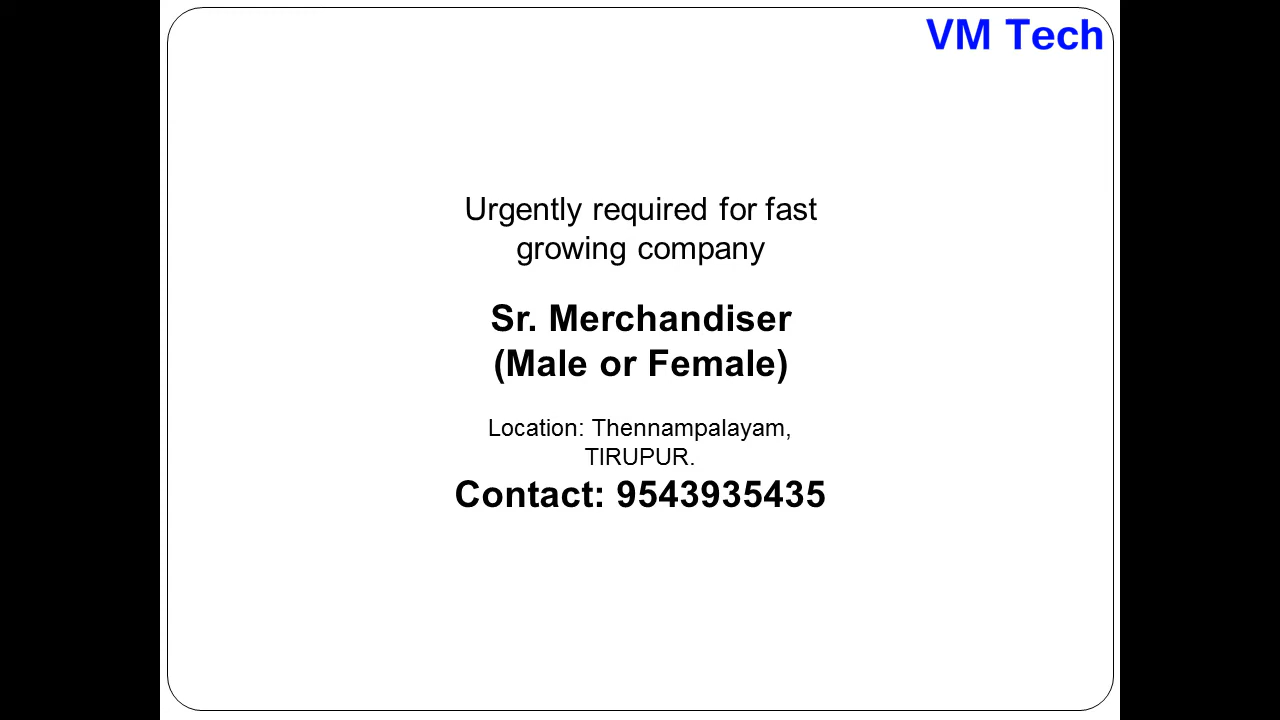 VM Tech
Urgently required for fast
growing company
Sr. Merchandiser
(Male or Female)
Location: Thennampalayam,
TIRUPUR.
Contact: 9543935435